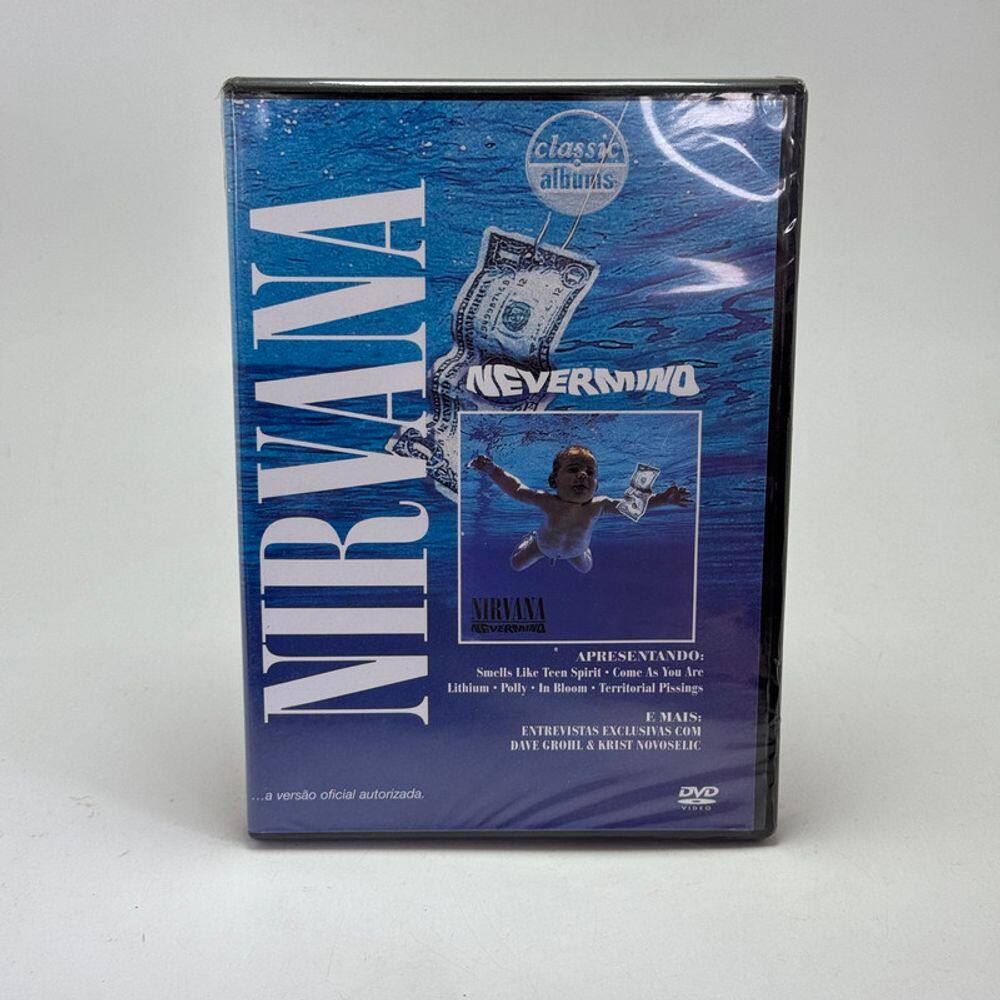 classic
albums
NIRVANA
NEVERMIND
NIRVANA
NEVERMIND
APRESENTANDO:
Smells Like Teen Spirit • Come As You Are
Lithium • Polly • In Bloom • Territorial Pissings
E MAIS:
ENTREVISTAS EXCLUSIVAS COM
DAVE GROHL & KRIST NOVOSELIC
...a versão oficial autorizada.
DVD
VIDEO